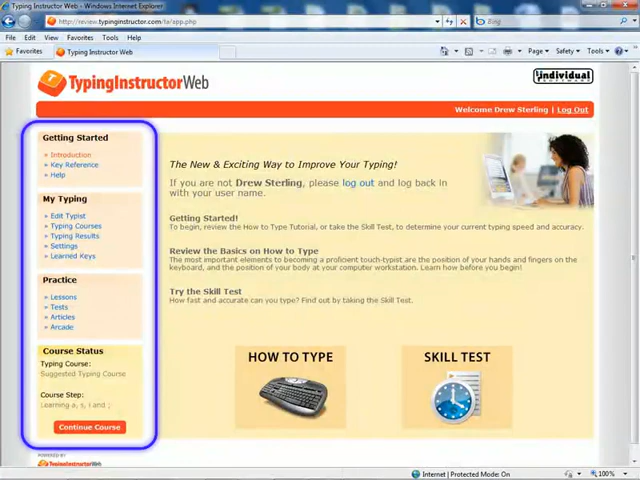 Typing Instructor Web - Windows Internet Explorer
http://review.typinginstructor.com/ta/app.php
Bing
File Edit View Favorites Tools Help
Favorites Typing Instructor Web
Page Safety Tools
TypingInstructorWeb
individual
SOFTWARE
Welcome Drew Sterling | Log Out
Getting Started
» Introduction
» Key Reference
» Help
My Typing
» Edit Typist
» Typing Courses
» Typing Results
» Settings
» Learned Keys
Practice
» Lessons
» Tests
» Articles
» Arcade
Course Status
Typing Course:
Suggested Typing Course
Course Step:
Learning a, s, l and ;
Continue Course
POWERED BY
TypingInstructorWeb
The New & Exciting Way to Improve Your Typing!
If you are not Drew Sterling, please log out and log back in
with your user name.
Getting Started!
To begin, review the How to Type Tutorial, or take the Skill Test, to determine your current typing speed and accuracy.
Review the Basics on How to Type
The most important elements to becoming a proficient touch-typist are the position of your hands and fingers on the
keyboard, and the position of your body at your computer workstation. Learn how before you begin!
Try the Skill Test
How fast and accurate can you type? Find out by taking the Skill Test.
HOW TO TYPE
SKILL TEST
Internet | Protected Mode: On
100%